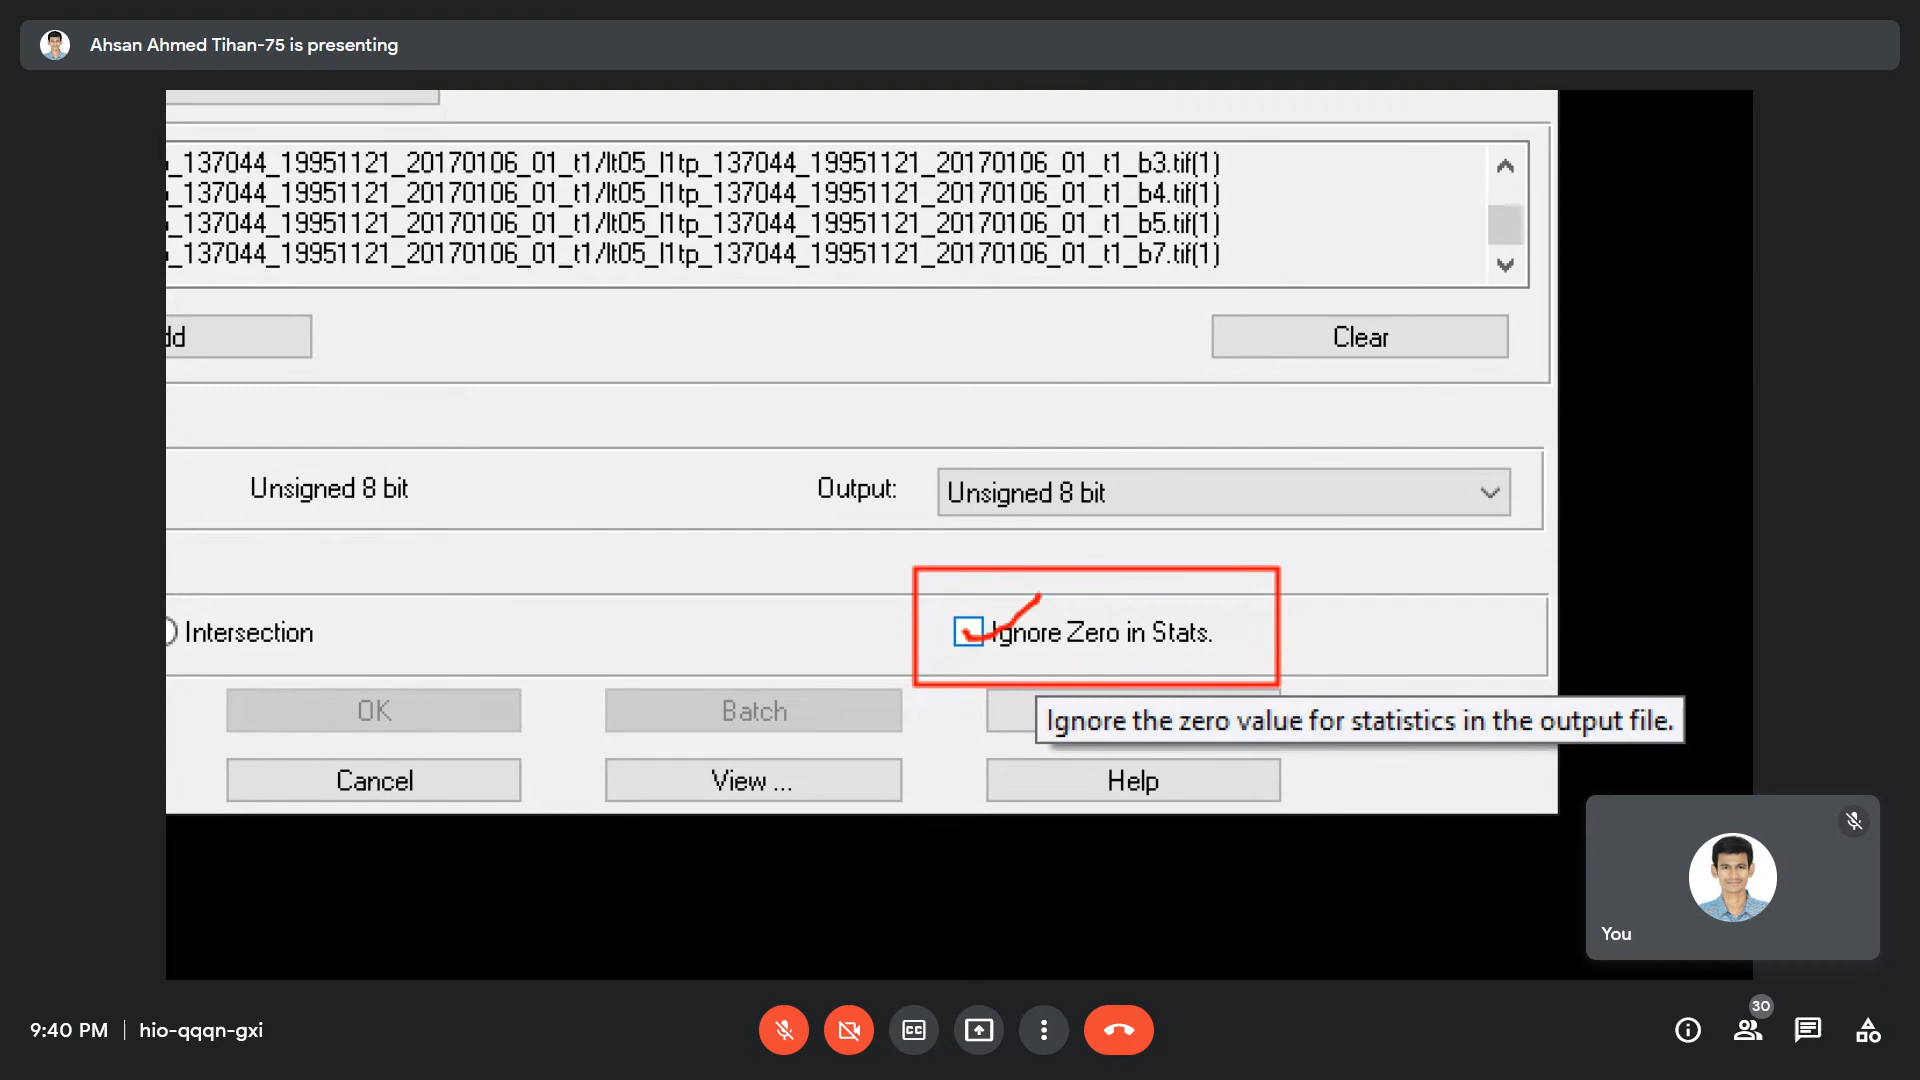 Ahsan Ahmed Tihan-75 is presenting
_137044_19951121_20170106_01_t1/lt05_l1tp_137044_19951121_20170106_01_t1_b3.tif(1)
_137044_19951121_20170106_01_t1/lt05_l1tp_137044_19951121_20170106_01_t1_b4.tif(1)
_137044_19951121_20170106_01_t1/lt05_l1tp_137044_19951121_20170106_01_t1_b5.tif(1)
_137044_19951121_20170106_01_t1/lt05_l1tp_137044_19951121_20170106_01_t1_b7.tif(1)
dd Clear
Unsigned 8 bit Output: Unsigned 8 bit
Intersection Ignore Zero in Stats.
OK Batch
Ignore the zero value for statistics in the output file.
Cancel View ... Help
You
9:40 PM | hio-qqqn-gxi CC 30